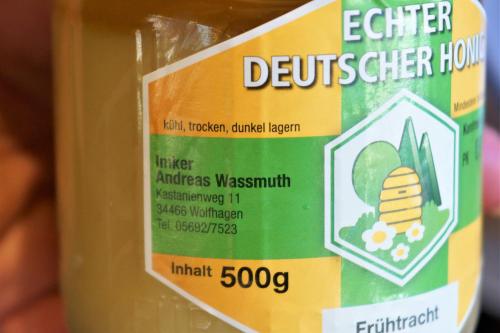 ECHTER
DEUTSCHER HONIG
kühl, trocken, dunkel lagern
Imker
Andreas Wassmuth
Kastanienweg 11
34466 Wolfhagen
Tel. 05692/7523
Inhalt 500g
Frühtracht